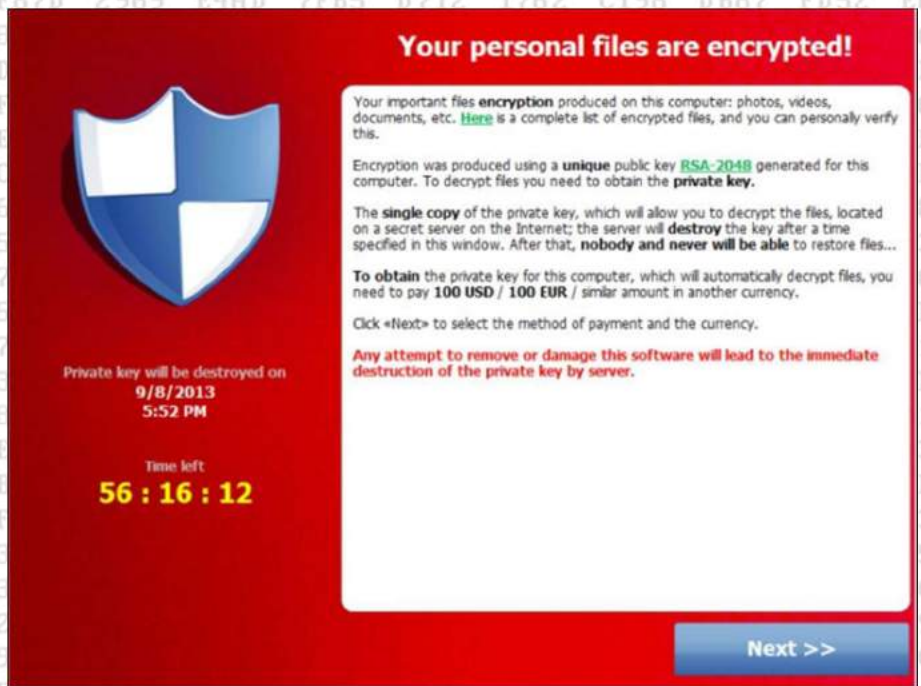 Your personal files are encrypted!
Your important files encryption produced on this computer: photos, videos,
documents, etc. Here is a complete list of encrypted files, and you can personally verify
this.
Encryption was produced using a unique public key RSA-2048 generated for this
computer. To decrypt files you need to obtain the private key.
The single copy of the private key, which will allow you to decrypt the files, located
on a secret server on the Internet; the server will destroy the key after a time
specified in this window. After that, nobody and never will be able to restore files...
To obtain the private key for this computer, which will automatically decrypt files, you
need to pay 100 USD / 100 EUR / similar amount in another currency.
Click «Next» to select the method of payment and the currency.
Any attempt to remove or damage this software will lead to the immediate
destruction of the private key by server.
Private key will be destroyed on
9/8/2013
5:52 PM
Time left
56 : 16 : 12
Next >>